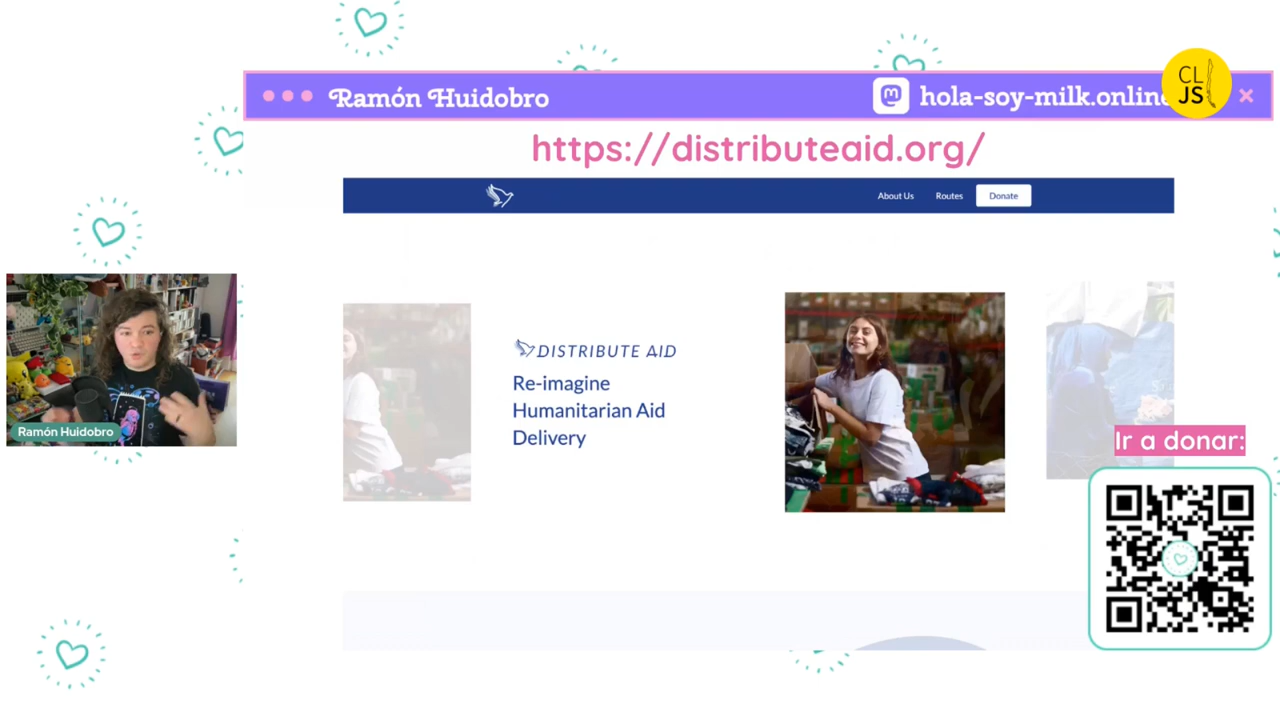 Ramón Huidobro
hola-soy-milk.online
CL
JS
https://distributeaid.org/
About Us
Routes
Donate
DISTRIBUTE AID
Re-imagine
Humanitarian Aid
Delivery
Ramón Huidobro
Ir a donar: